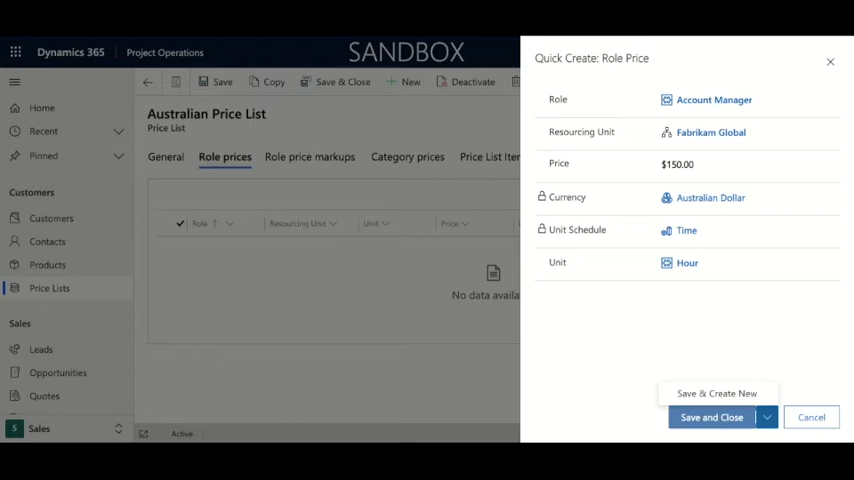 Dynamics 365
Project Operations
SANDBOX
Save
Copy
Save & Close
New
Deactivate
Home
Recent
Pinned
Customers
Customers
Contacts
Products
Price Lists
Sales
Leads
Opportunities
Quotes
Sales
Australian Price List
Price List
General
Role prices
Role price markups
Category prices
Price List Iten
Role
Resourcing Unit
Unit
Price
No data availa
Active
Quick Create: Role Price
Role
Account Manager
Resourcing Unit
Fabrikam Global
Price
$150.00
Currency
Australian Dollar
Unit Schedule
Time
Unit
Hour
Save & Create New
Save and Close
Cancel